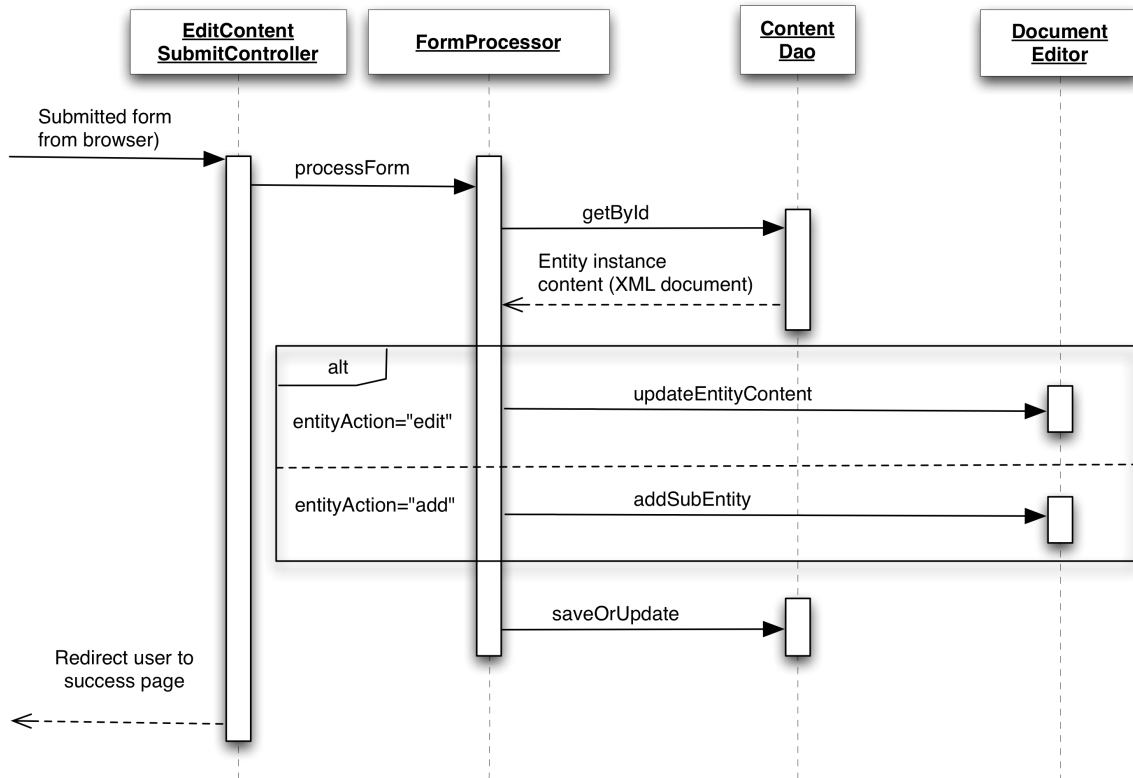 EditContent
SubmitController
FormProcessor
Content
Dao
Document
Editor
Submitted form
from browser)
processForm
getById
Entity instance
content (XML document)
alt
updateEntityContent
entityAction="edit"
entityAction="add"
addSubEntity
saveOrUpdate
Redirect user to
success page